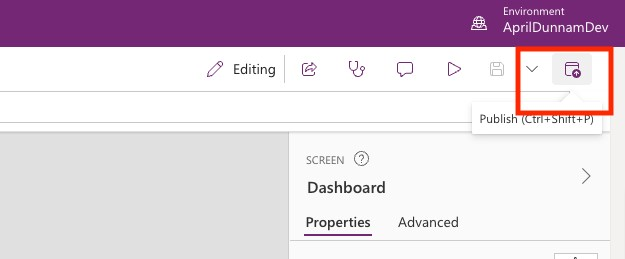 Environment
AprilDunnamDev
Editing
Publish (Ctrl+Shift+P)
SCREEN
Dashboard
Properties Advanced